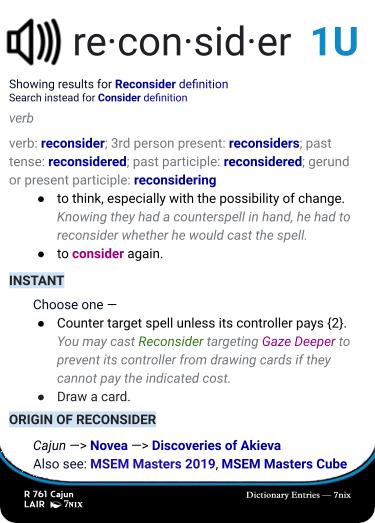 re·con·sid·er 1U
Showing results for Reconsider definition
Search instead for Consider definition
verb
verb: reconsider; 3rd person present: reconsiders; past
tense: reconsidered; past participle: reconsidered; gerund
or present participle: reconsidering
● to think, especially with the possibility of change.
Knowing they had a counterspell in hand, he had to
reconsider whether he would cast the spell.
● to consider again.
INSTANT
Choose one —
● Counter target spell unless its controller pays {2}.
You may cast Reconsider targeting Gaze Deeper to
prevent its controller from drawing cards if they
cannot pay the indicated cost.
● Draw a card.
ORIGIN OF RECONSIDER
Cajun —> Novea —> Discoveries of Akieva
Also see: MSEM Masters 2019, MSEM Masters Cube
R 761 Cajun
LAIR 7NIX
Dictionary Entries — 7nix